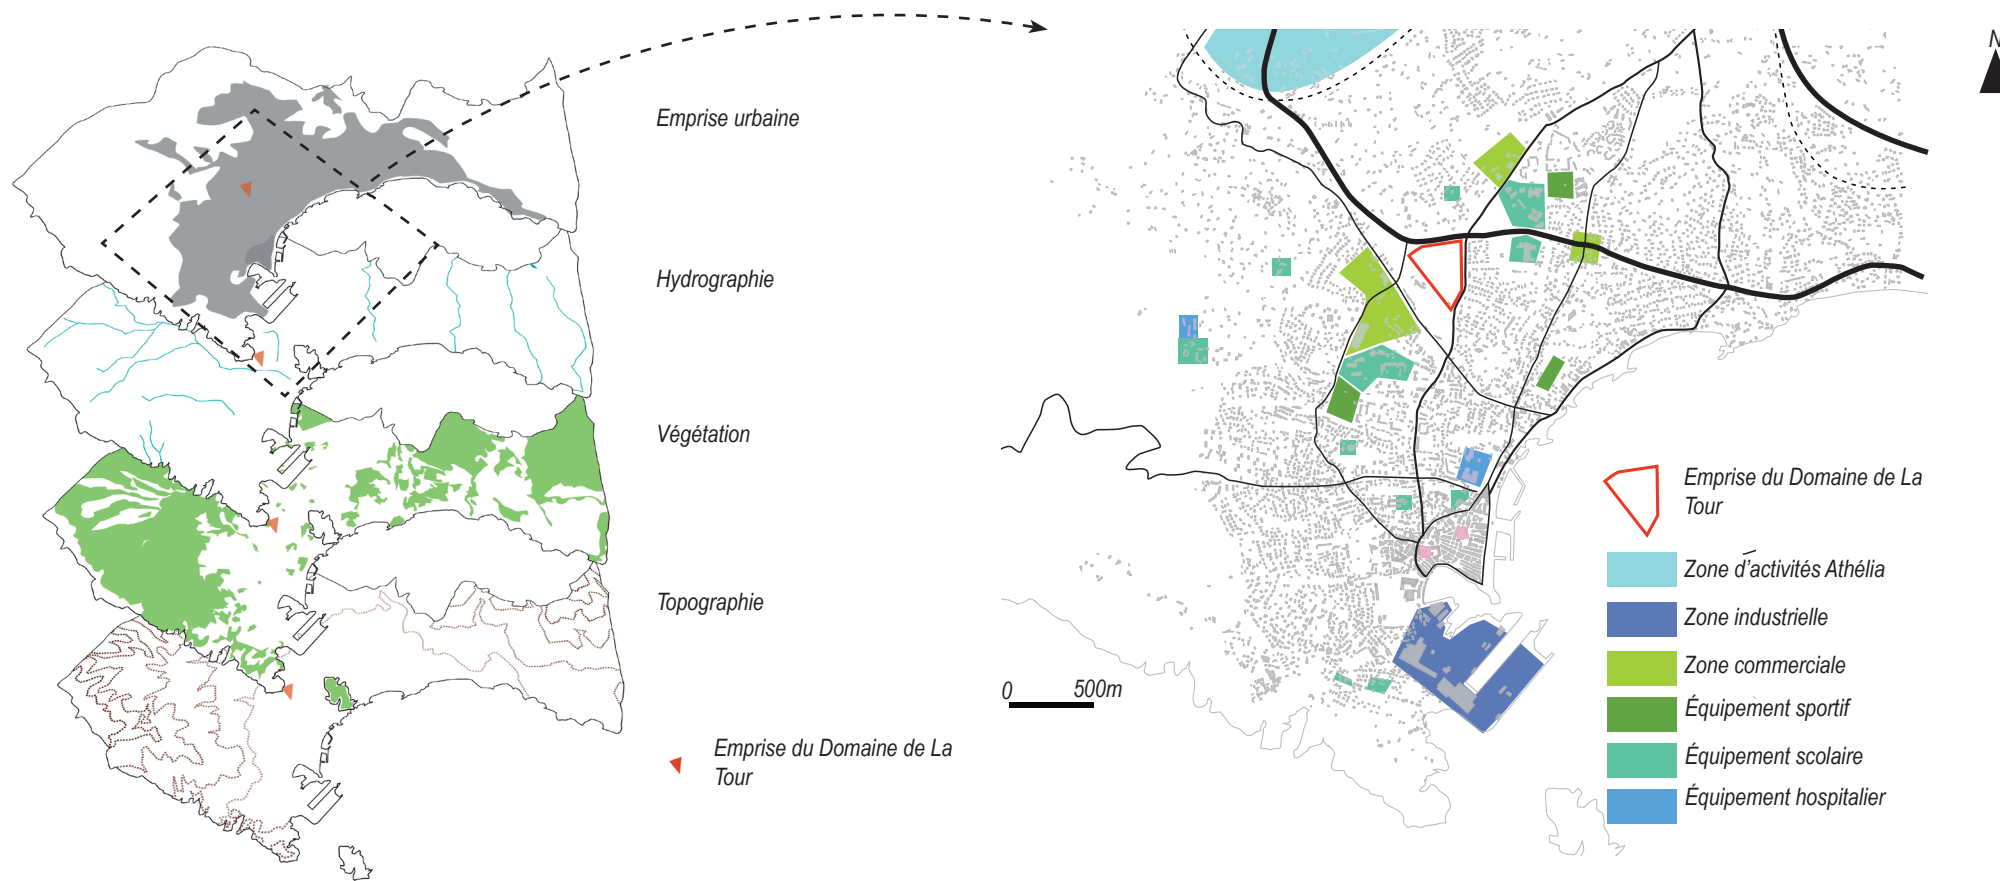 Emprise urbaine
Hydrographie
Végétation
Topographie
Emprise du Domaine de La
Tour
N
0 500m
Emprise du Domaine de La
Tour
Zone d'activités Athélia
Zone industrielle
Zone commerciale
Équipement sportif
Équipement scolaire
Équipement hospitalier